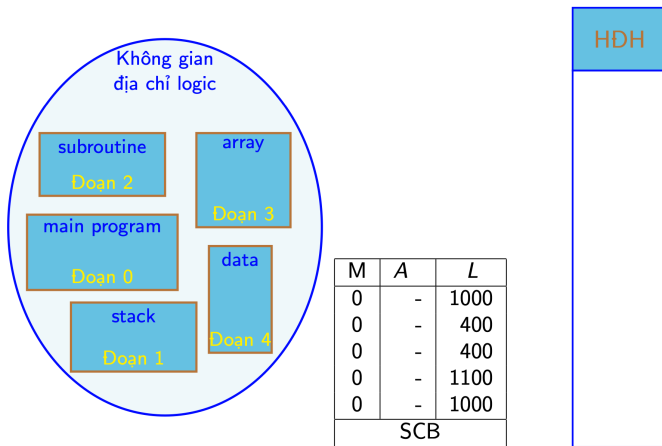 Không gian
địa chỉ logic
subroutine
Đoạn 2
array
Đoạn 3
main program
Đoạn 0
data
Đoạn 4
stack
Đoạn 1
M A L
0 - 1000
0 - 400
0 - 400
0 - 1100
0 - 1000
SCB
HĐH